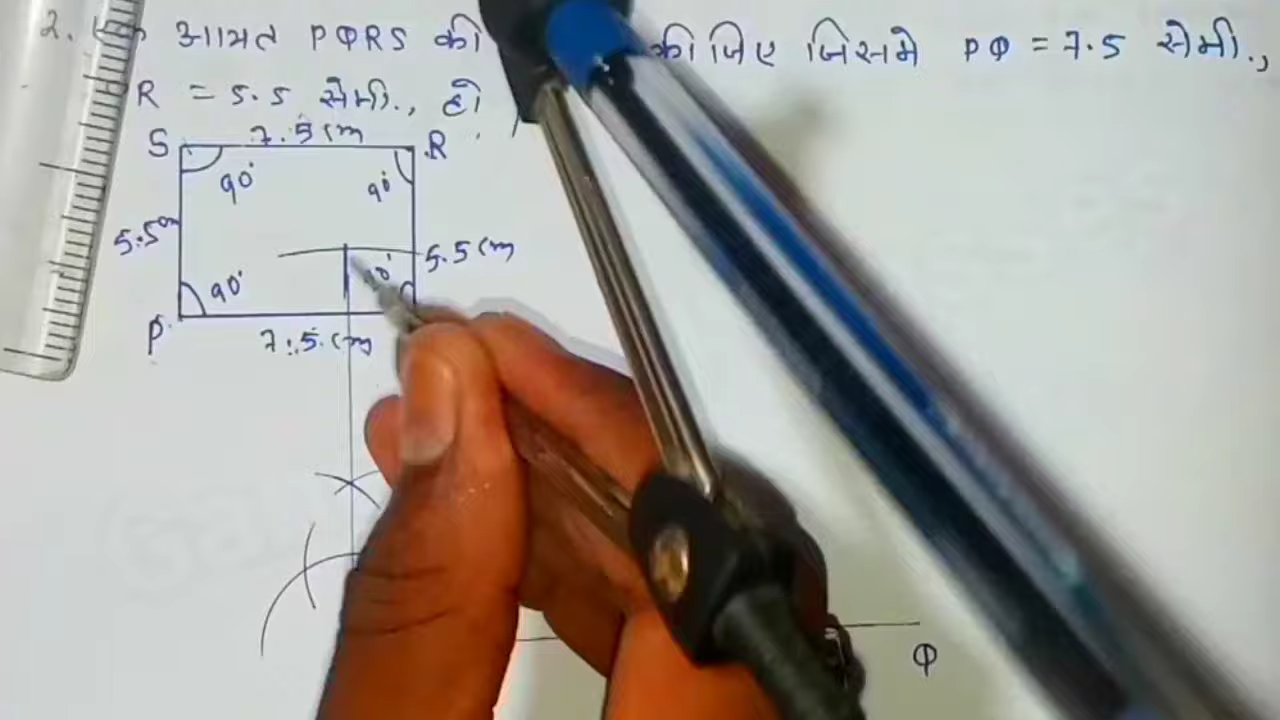 2. आयत PQRS की कीजिए जिसमे PQ = 7.5 सेमी.,
R = 5.5 सेमी., हो
7.5 cm
S R
90° 90°
5.5 cm 5.5 cm
90° 90°
P 7.5 cm
Q